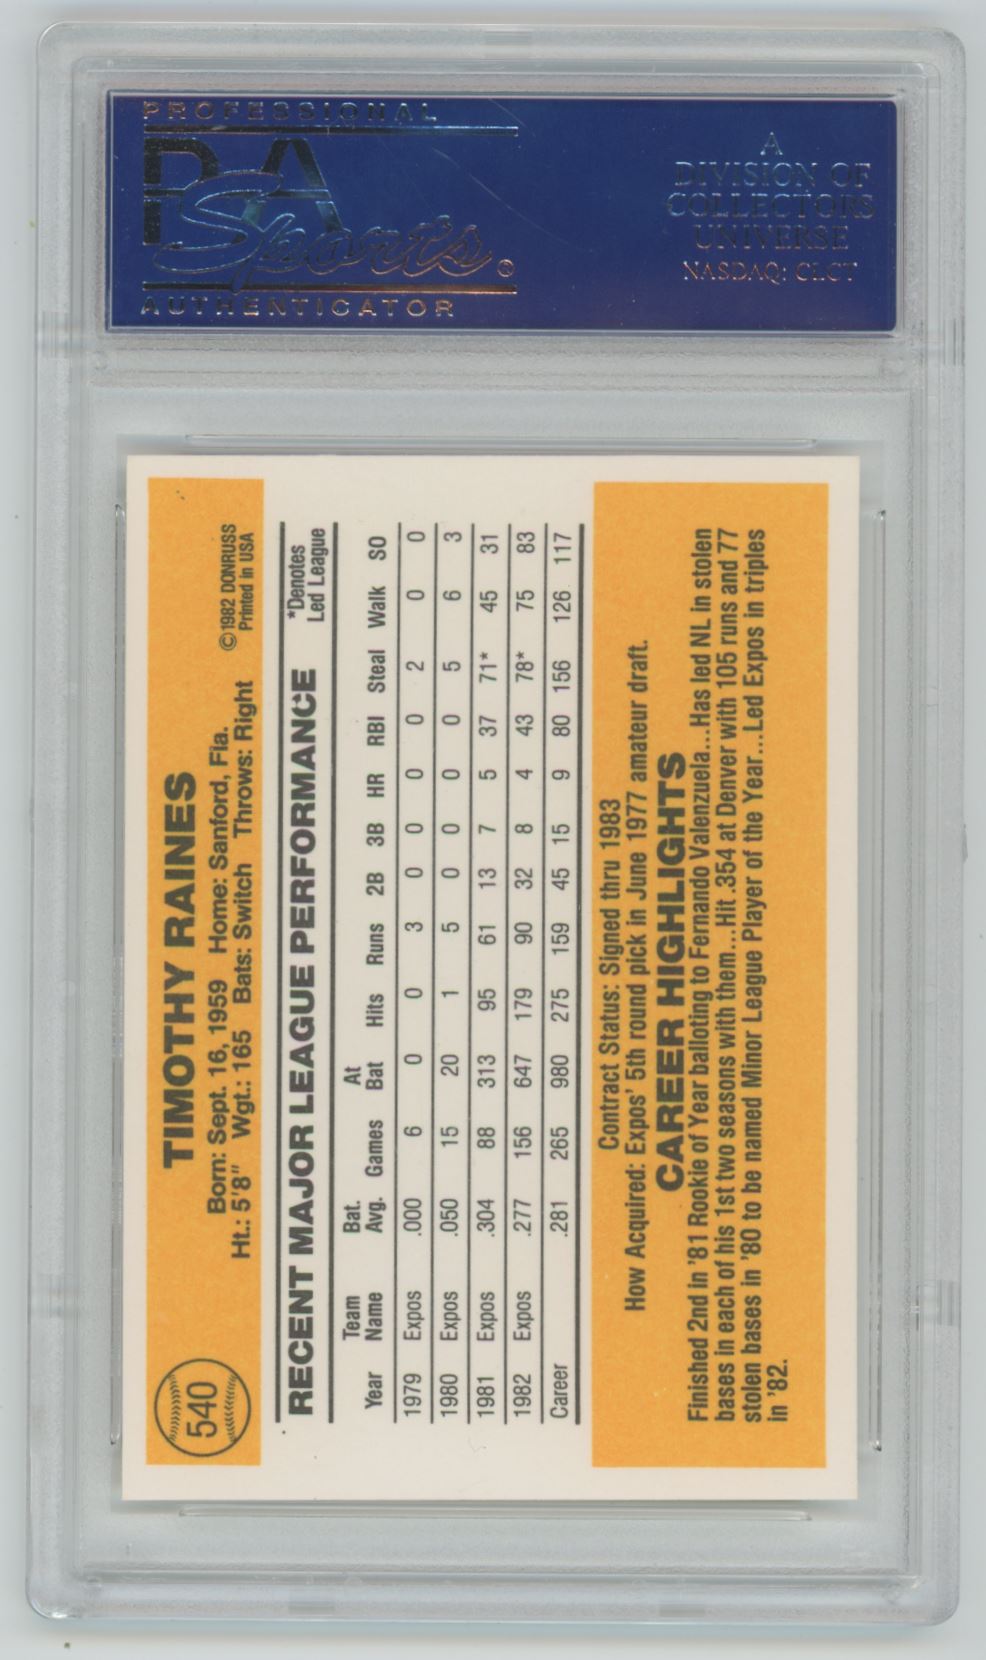 PROFESSIONAL
PSA
Sports®
AUTHENTICATOR
A
DIVISION OF
COLLECTORS
UNIVERSE
NASDAQ: CLCT
540
TIMOTHY RAINES
©1982 DONRUSS
Printed in USA
Born: Sept. 16, 1959 Home: Sanford, Fla.
Ht.: 5'8" Wgt.: 165 Bats: Switch Throws: Right
RECENT MAJOR LEAGUE PERFORMANCE
*Denotes
Led League
Year Team Name Bat. Avg. Games At Bat Hits Runs 2B 3B HR RBI Steal Walk SO
1979 Expos .000 6 0 0 3 0 0 0 0 2 0 0
1980 Expos .050 15 20 1 5 0 0 0 0 5 6 3
1981 Expos .304 88 313 95 61 13 7 5 37 71* 45 31
1982 Expos .277 156 647 179 90 32 8 4 43 78* 75 83
Career .281 265 980 275 159 45 15 9 80 156 126 117
Contract Status: Signed thru 1983
How Acquired: Expos' 5th round pick in June 1977 amateur draft.
CAREER HIGHLIGHTS
Finished 2nd in '81 Rookie of Year balloting to Fernando Valenzuela...Has led NL in stolen
bases in each of his 1st two seasons with them...Hit .354 at Denver with 105 runs and 77
stolen bases in '80 to be named Minor League Player of the Year...Led Expos in triples
in '82.